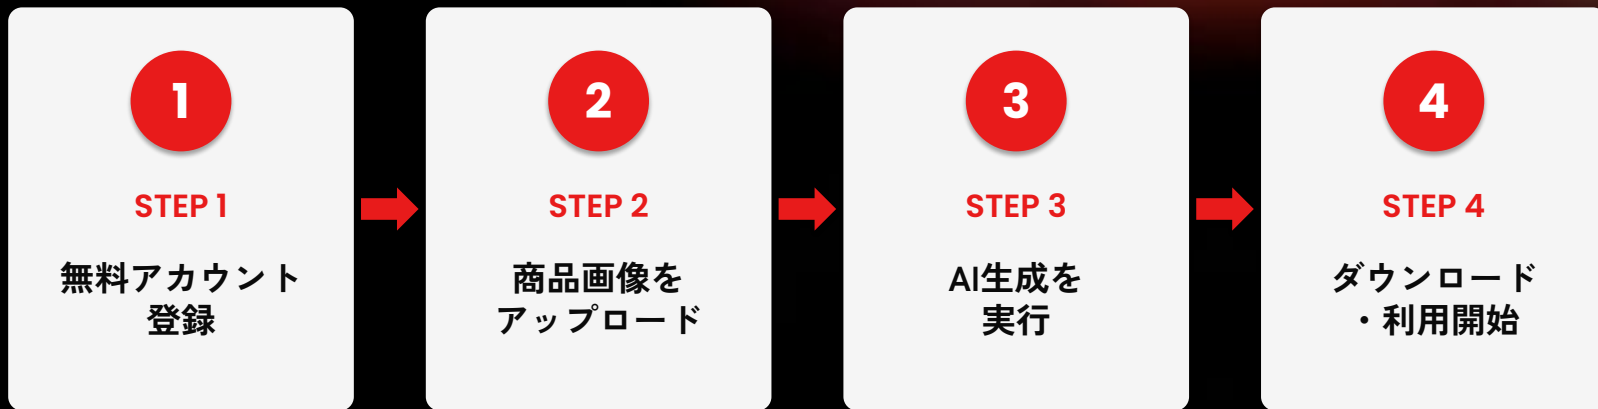 1
STEP 1
無料アカウント
登録
2
STEP 2
商品画像を
アップロード
3
STEP 3
AI生成を
実行
4
STEP 4
ダウンロード
・利用開始